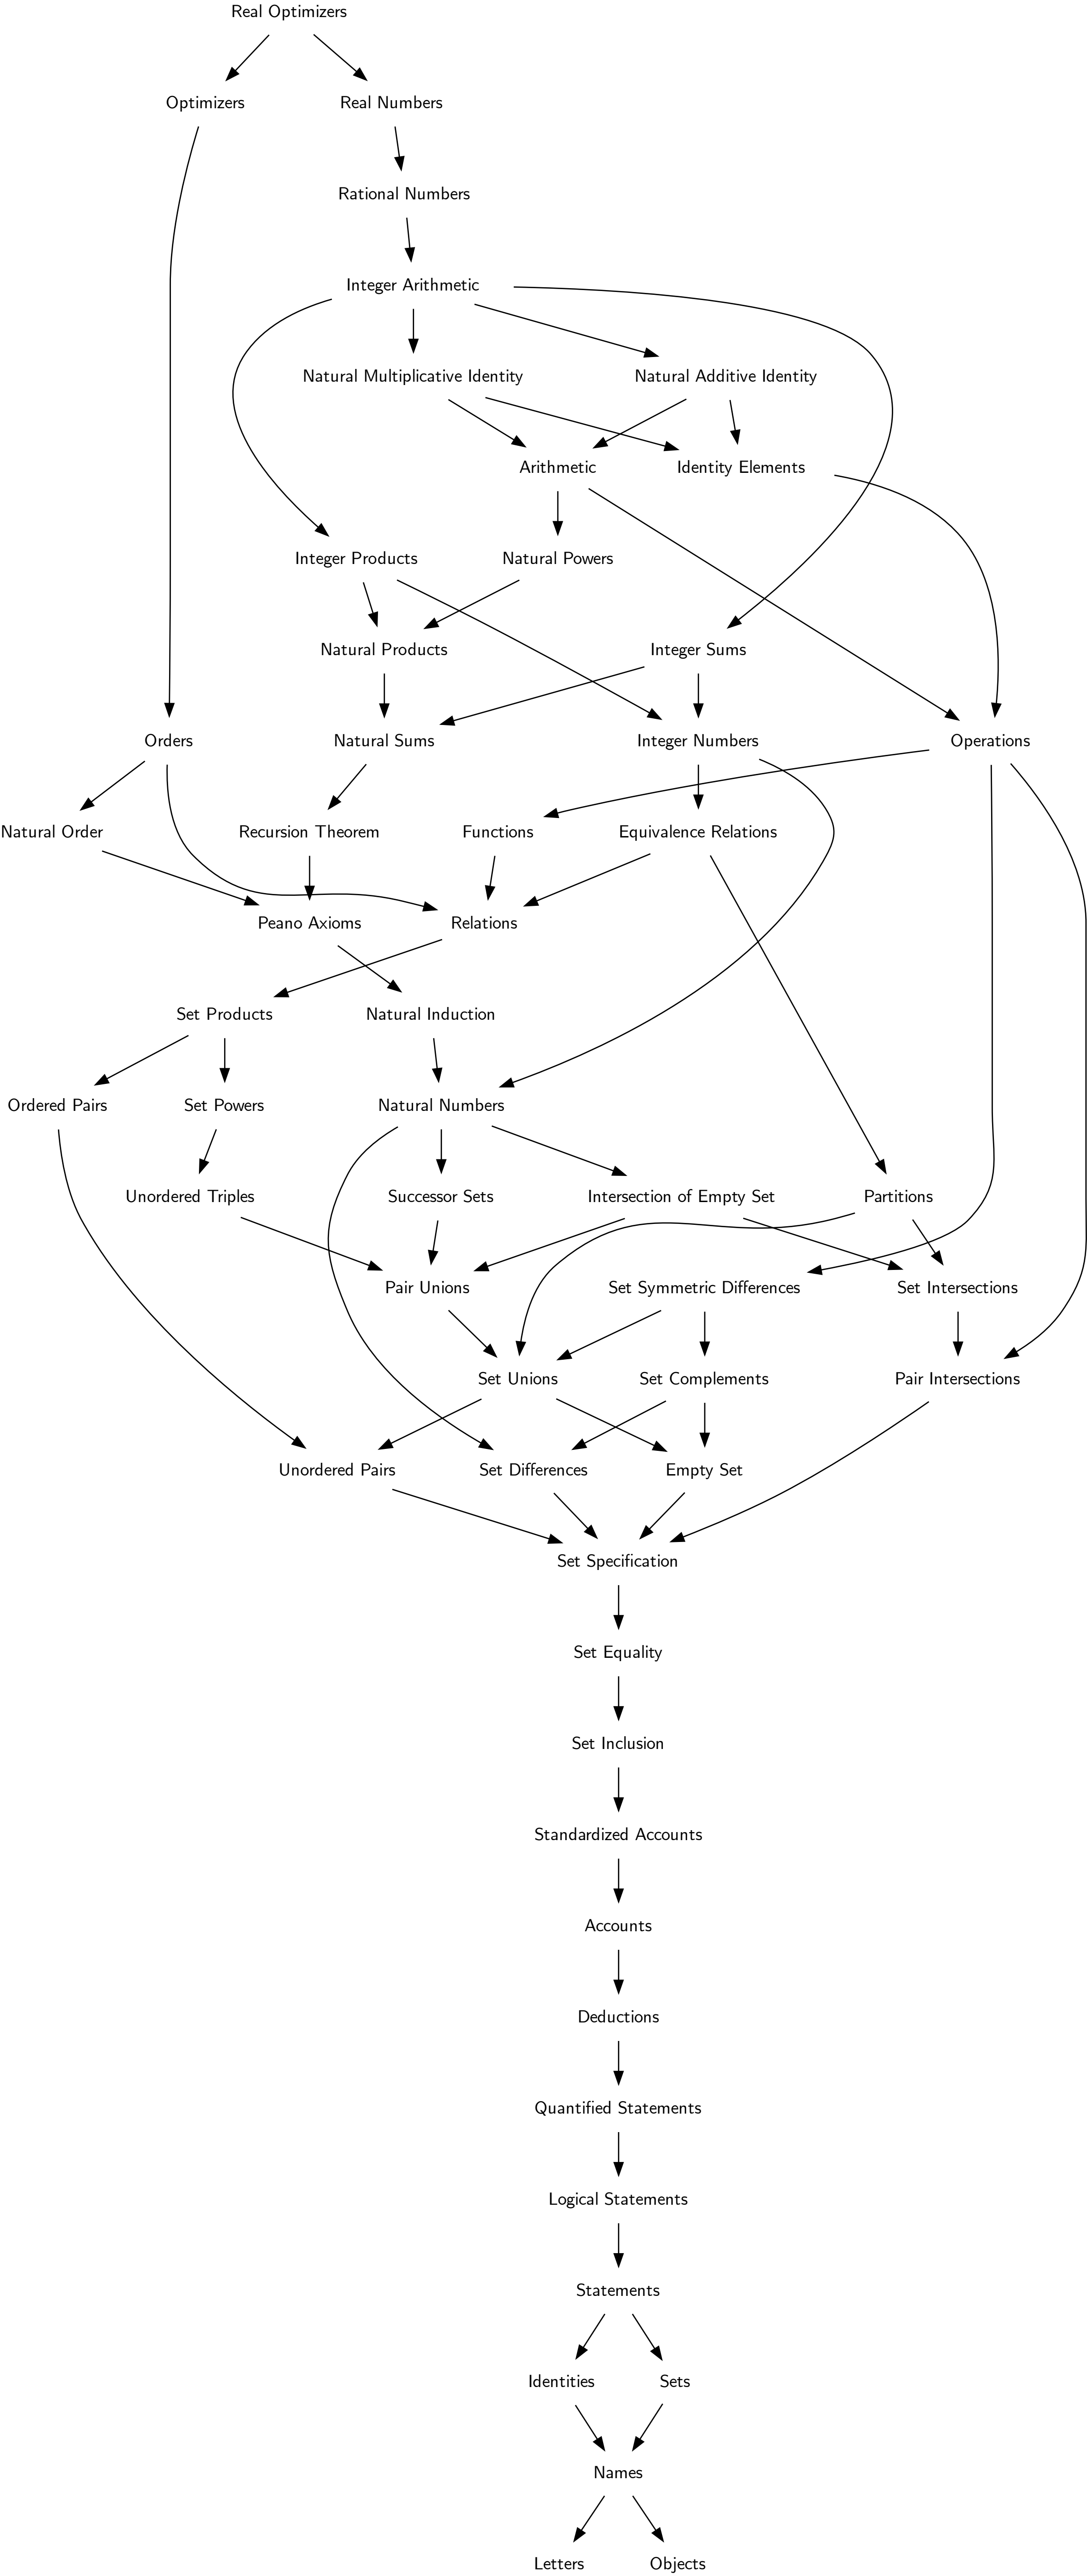 Real Optimizers
Optimizers
Real Numbers
Rational Numbers
Integer Arithmetic
Natural Multiplicative Identity
Natural Additive Identity
Arithmetic
Identity Elements
Integer Products
Natural Powers
Natural Products
Integer Sums
Orders
Natural Sums
Integer Numbers
Operations
Natural Order
Recursion Theorem
Functions
Equivalence Relations
Peano Axioms
Relations
Set Products
Natural Induction
Ordered Pairs
Set Powers
Natural Numbers
Unordered Triples
Successor Sets
Intersection of Empty Set
Partitions
Pair Unions
Set Symmetric Differences
Set Intersections
Set Unions
Set Complements
Pair Intersections
Unordered Pairs
Set Differences
Empty Set
Set Specification
Set Equality
Set Inclusion
Standardized Accounts
Accounts
Deductions
Quantified Statements
Logical Statements
Statements
Identities
Sets
Names
Letters
Objects